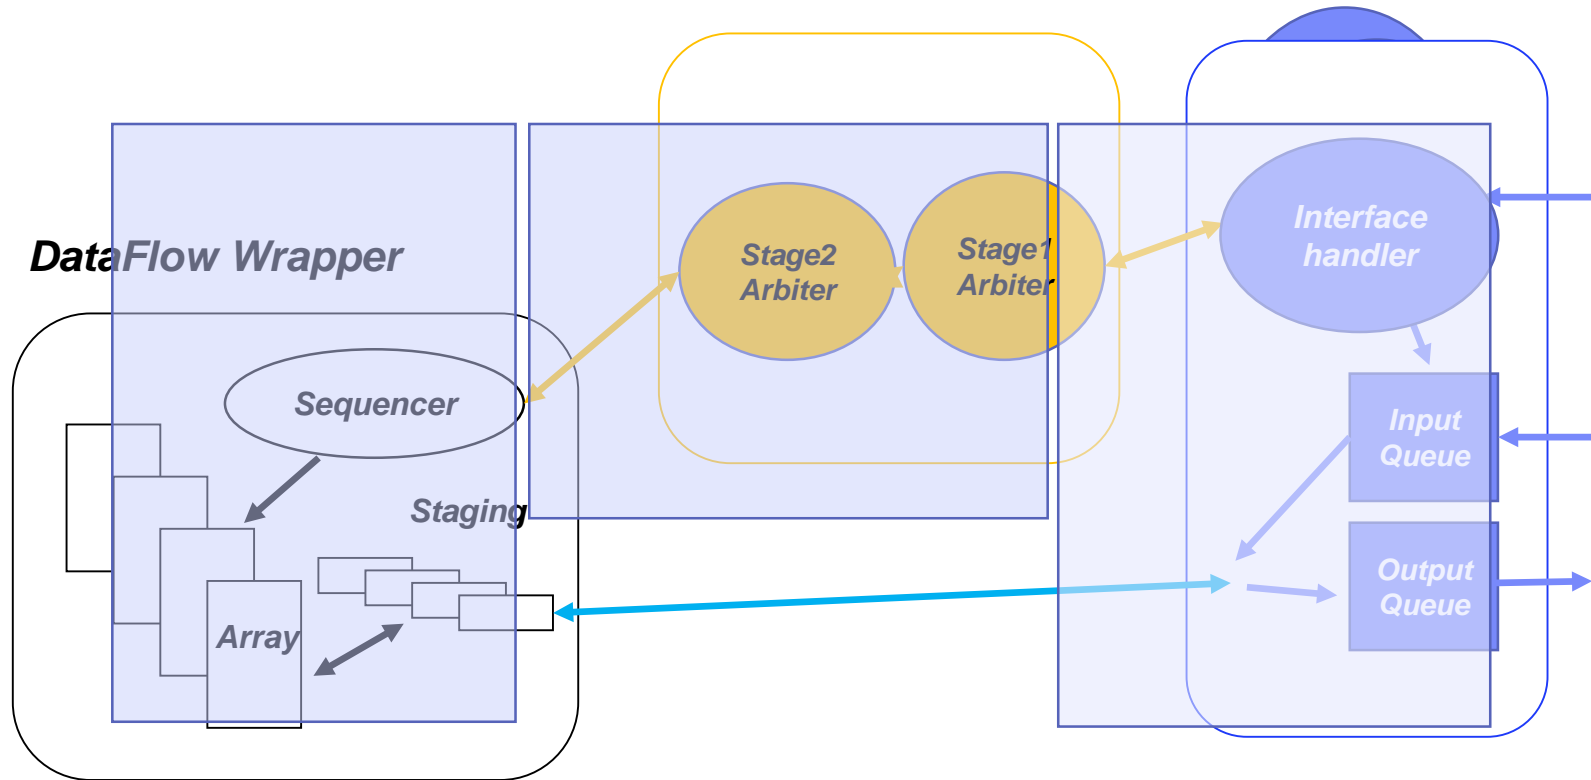 DataFlow Wrapper
Stage2
Arbiter
Stage1
Arbiter
Interface
handler
Sequencer
Staging
Array
Input
Queue
Output
Queue